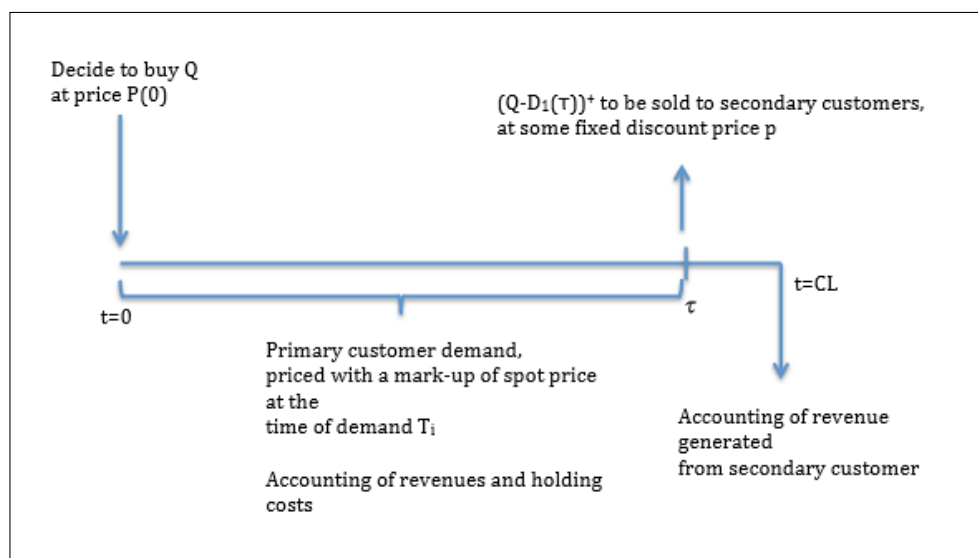 Decide to buy Q
at price P(0)
(Q-D₁(τ))⁺ to be sold to secondary customers,
at some fixed discount price p
t=0
τ
t=CL
Primary customer demand,
priced with a mark-up of spot price
at the
time of demand Tᵢ
Accounting of revenues and holding
costs
Accounting of revenue
generated
from secondary customer